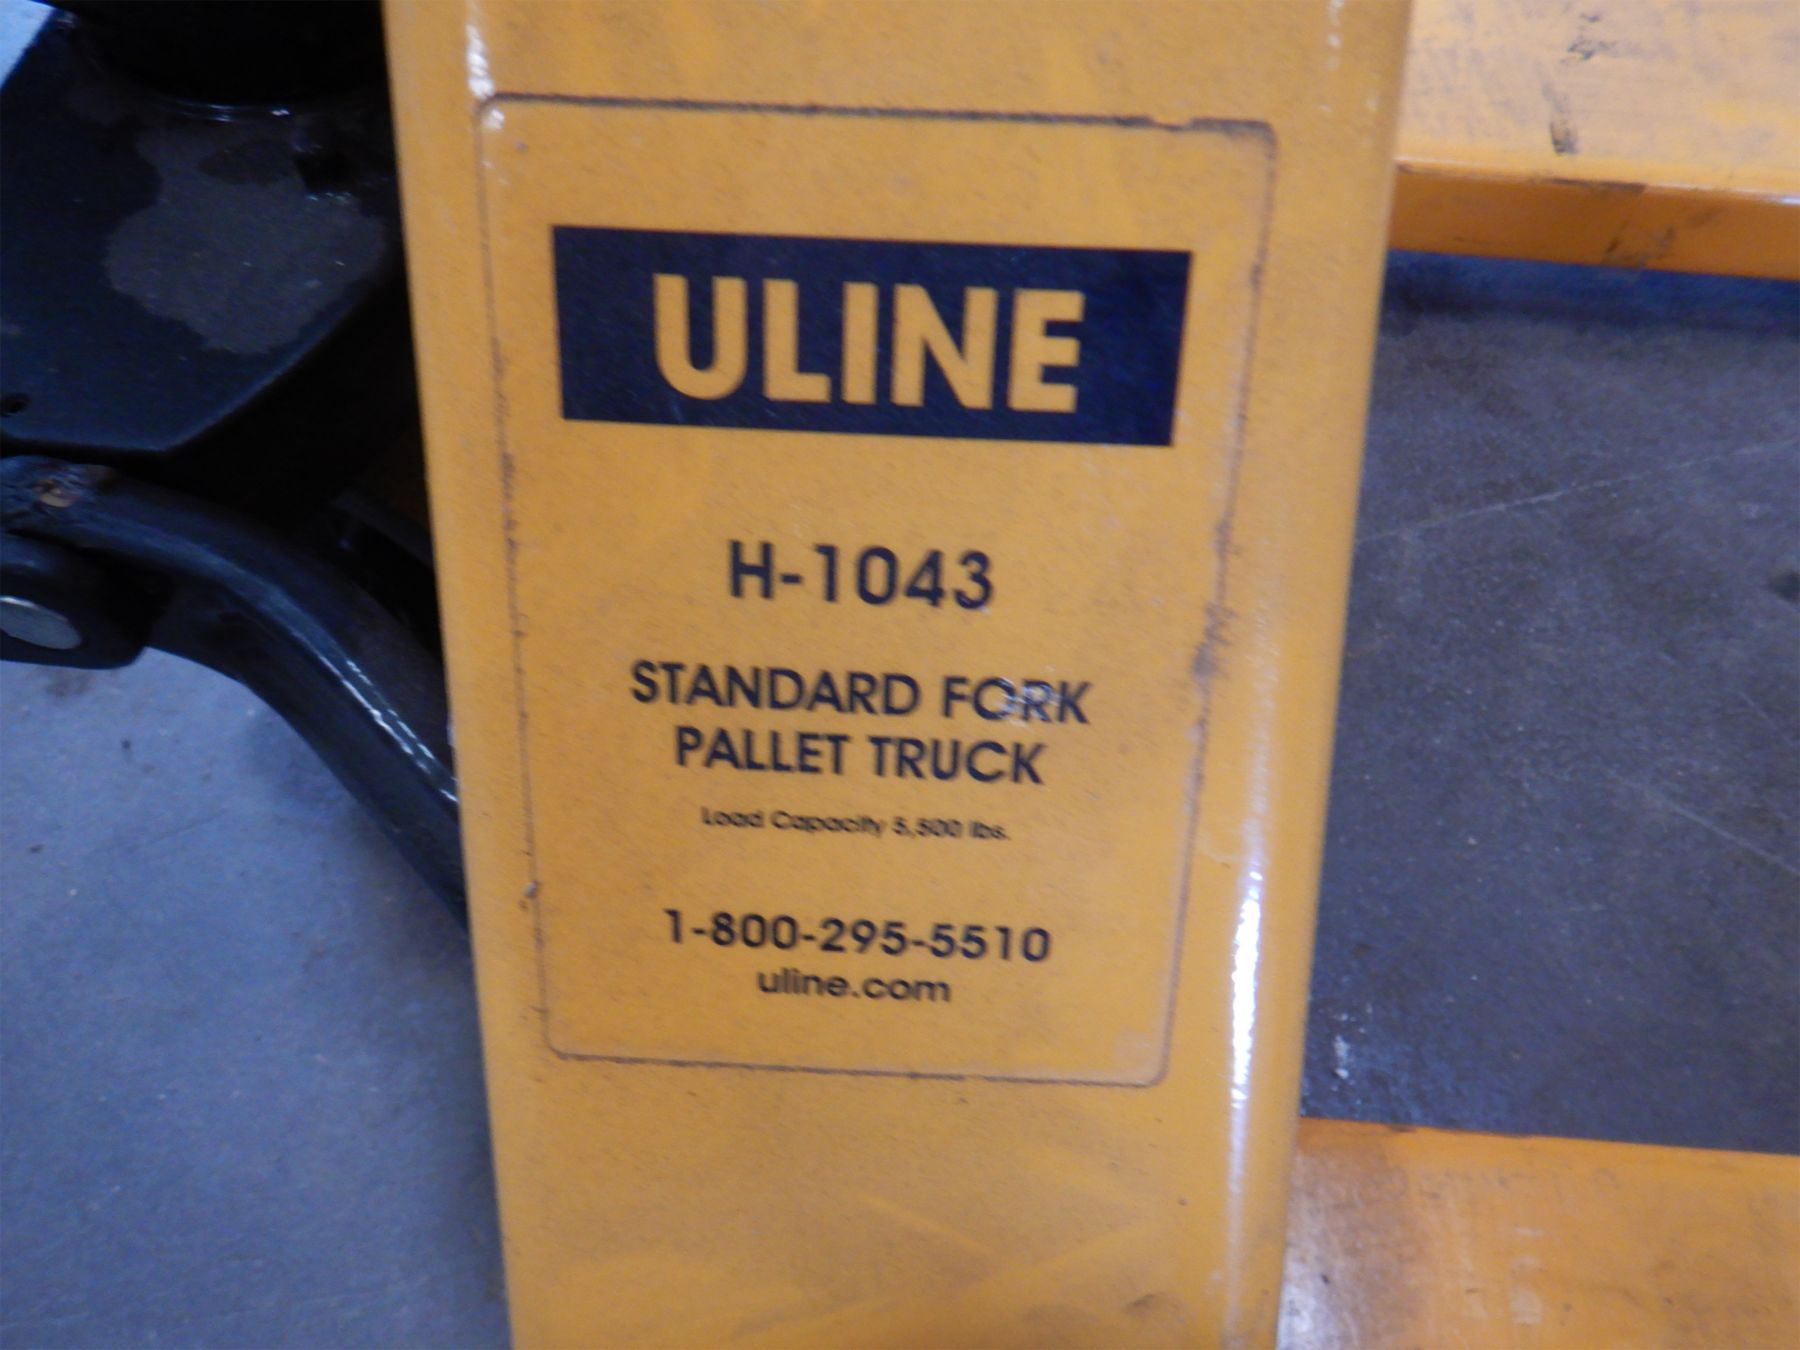 ULINE
H-1043
STANDARD FORK
PALLET TRUCK
Load Capacity 5,500 lbs.
1-800-295-5510
uline.com